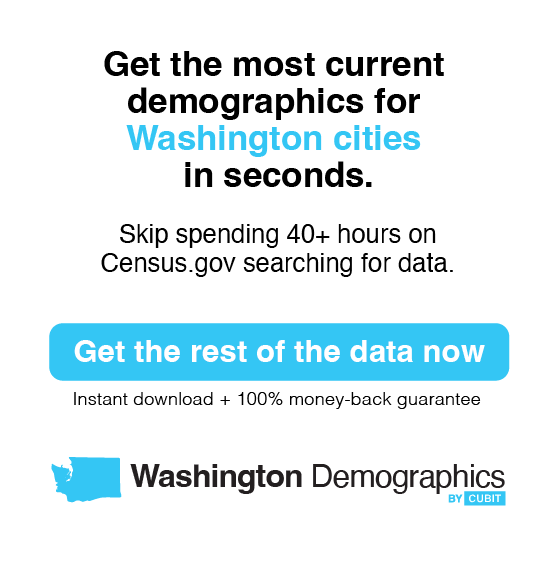 Get the most current
demographics for
Washington cities
in seconds.
Skip spending 40+ hours on
Census.gov searching for data.
Get the rest of the data now
Instant download + 100% money-back guarantee
Washington Demographics
BY CUBIT